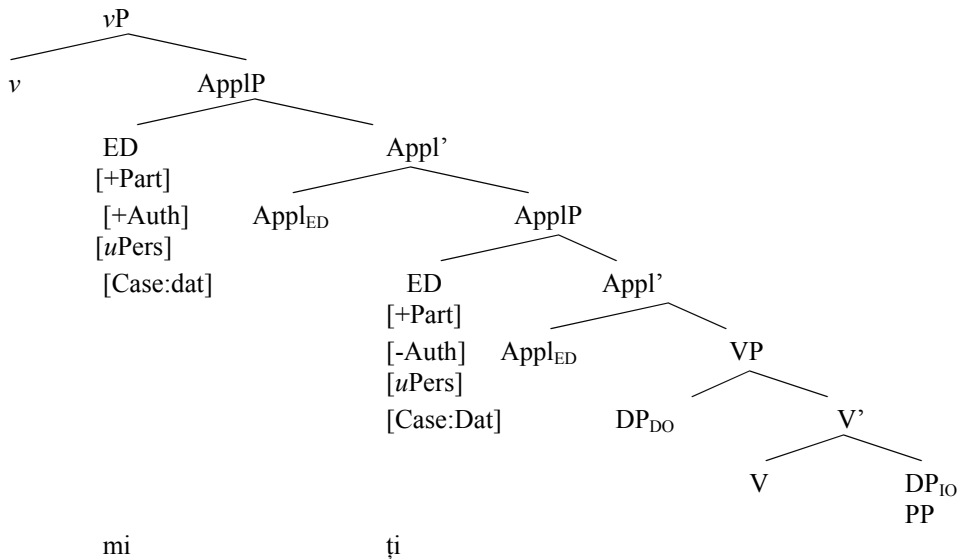 vP
v ApplP
ED Appl’
[+Part]
[+Auth] ApplED ApplP
[uPers]
[Case:dat] ED Appl’
[+Part]
[-Auth] ApplED VP
[uPers]
[Case:Dat] DPDO V’
V DPIO
PP
mi ți